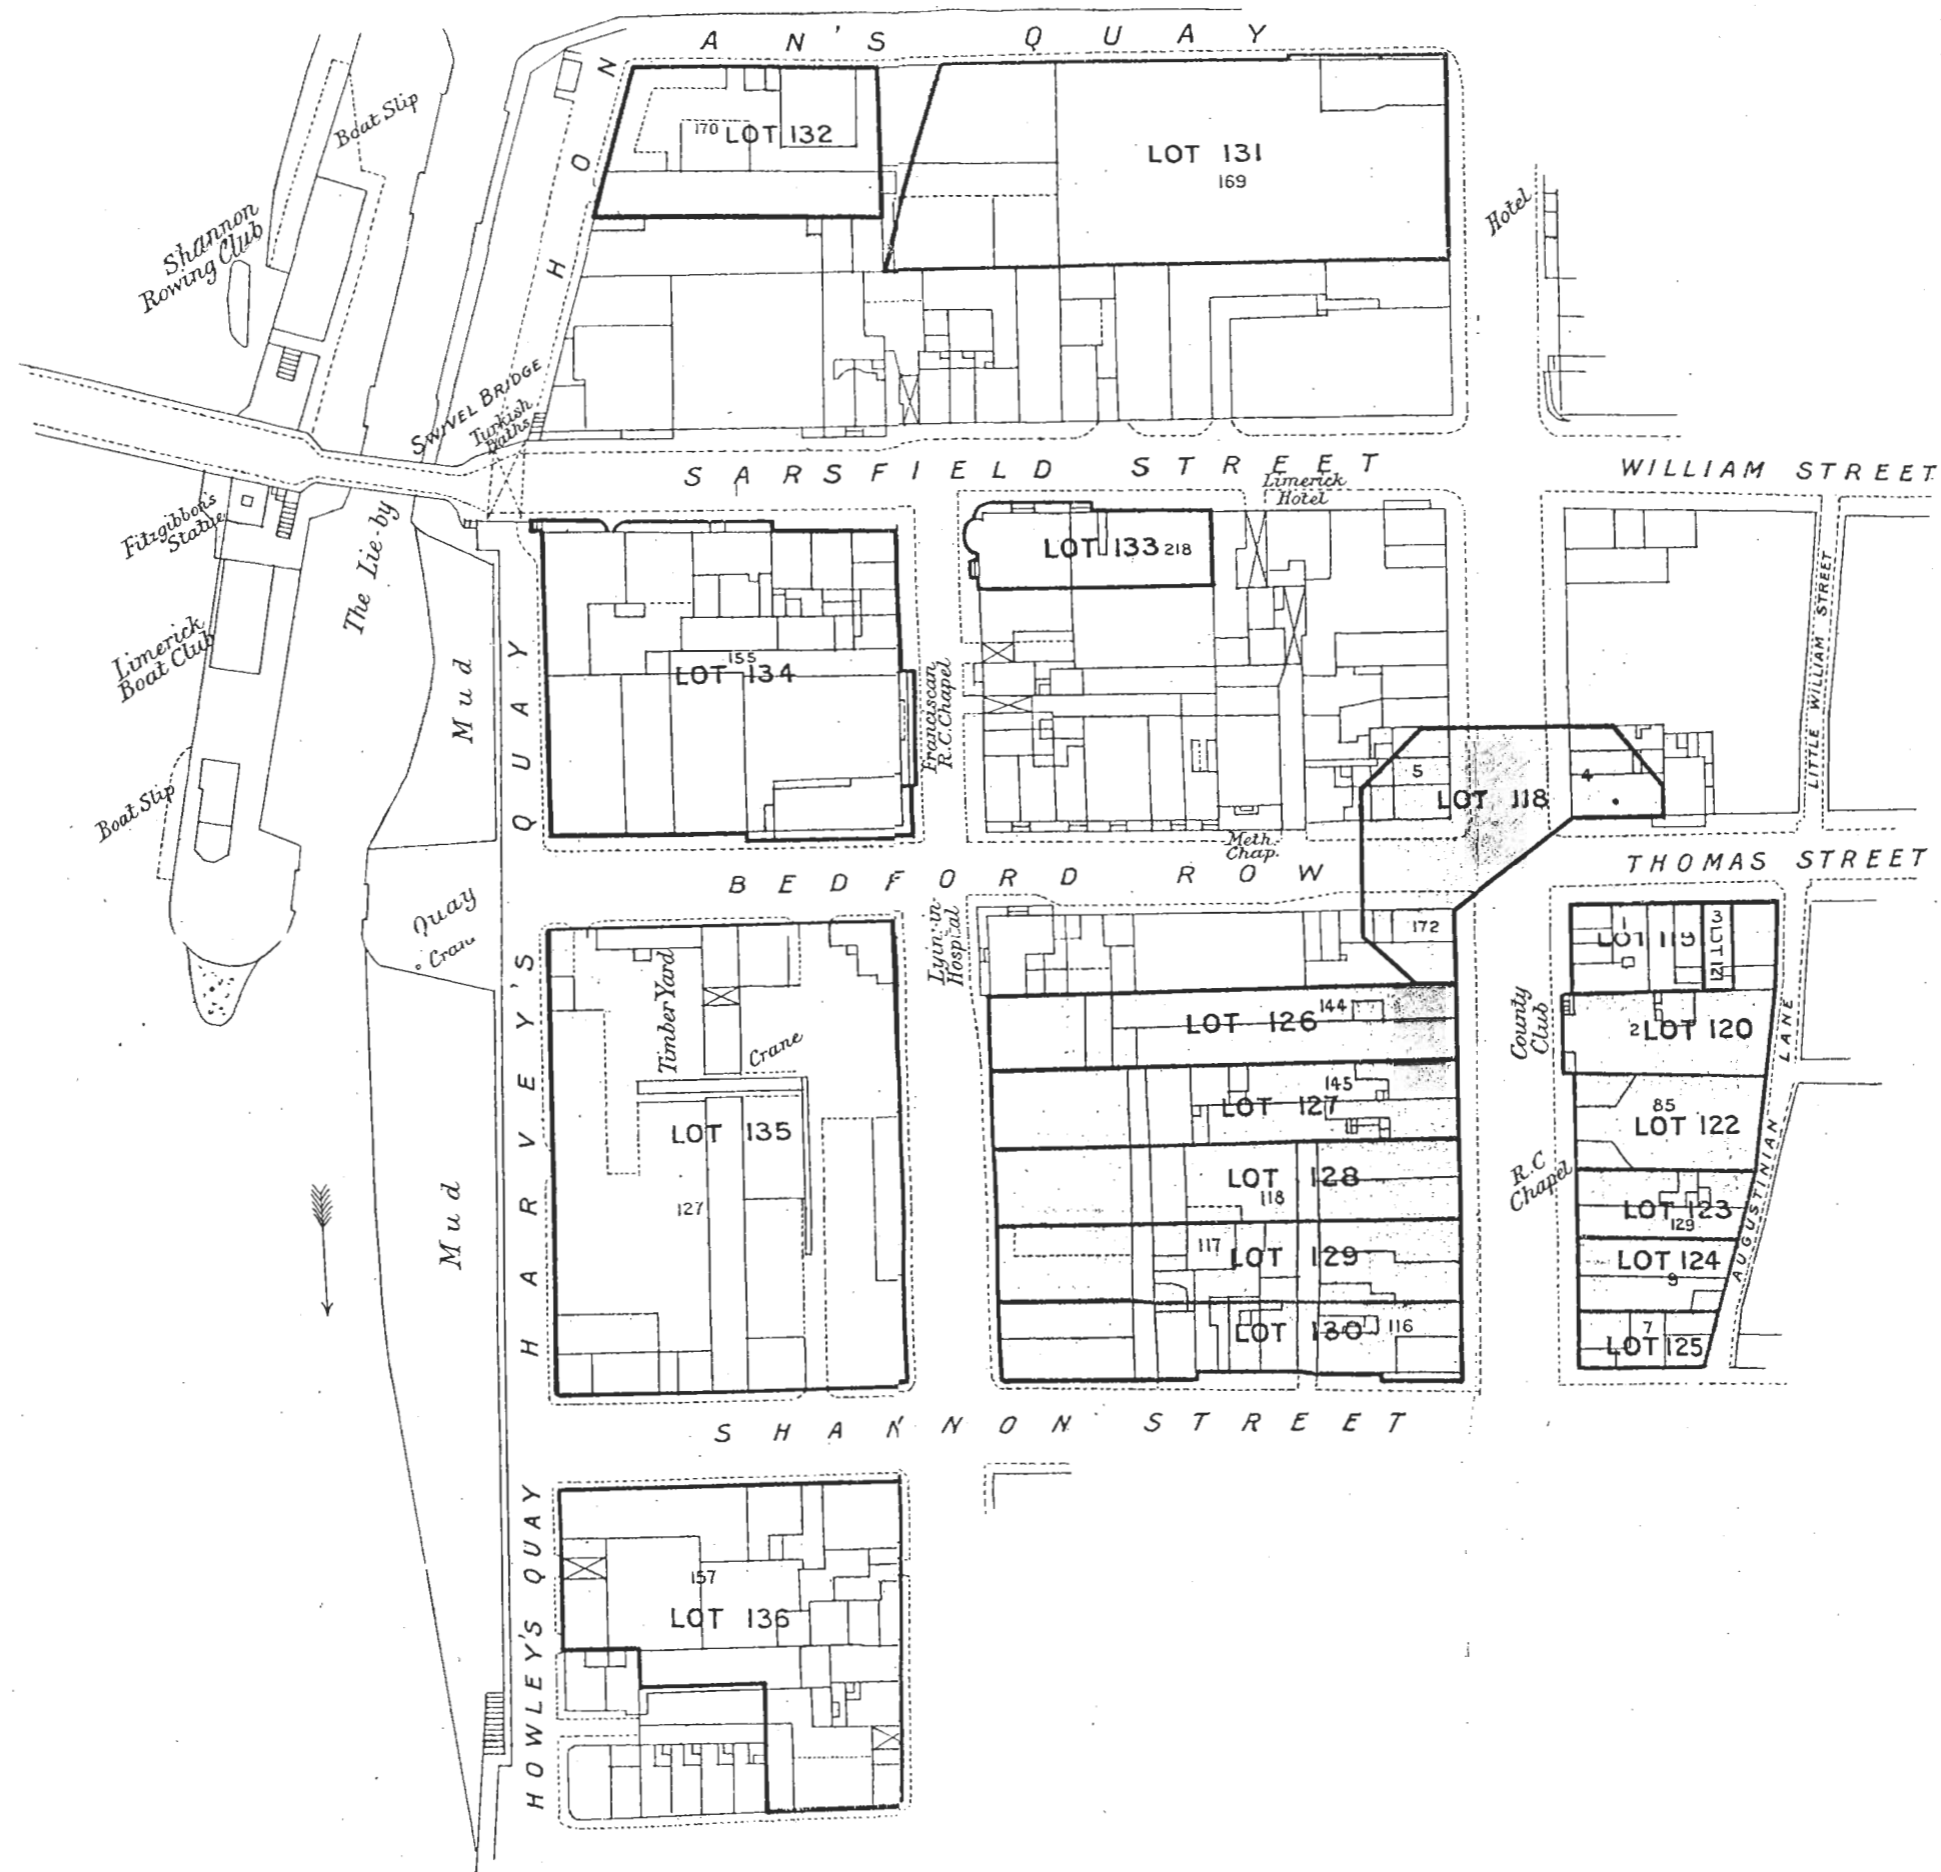 HONAN'S QUAY
Boat Slip
170 LOT 132
LOT 131
169
Hotel
Shannon
Rowing Club
SWIVEL BRIDGE
Turkish
Baths
SARSFIELD STREET
WILLIAM STREET
Limerick
Hotel
Fitzgibbon's
Statue
The Lie-by
LOT 133 218
LITTLE WILLIAM STREET
Limerick
Boat Club
Mud
155
LOT 134
Franciscan
R.C. Chapel
5
4
LOT 118
Boat Slip
Meth.
Chap.
THOMAS STREET
BEDFORD ROW
Quay
Crane
HARVEY'S QUAY
Lying-in-
Hospital
172
1
LOT 119
3
LOT 121
Timber Yard
Crane
144
LOT 126
County
Club
2 LOT 120
AUGUSTINIAN LANE
145
LOT 127
85
LOT 122
LOT 135
127
Mud
LOT 128
118
R.C
Chapel
LOT 123
129
117
LOT 129
LOT 124
9
LOT 130 116
7
LOT 125
SHANNON STREET
HOWLEY'S QUAY
157
LOT 136